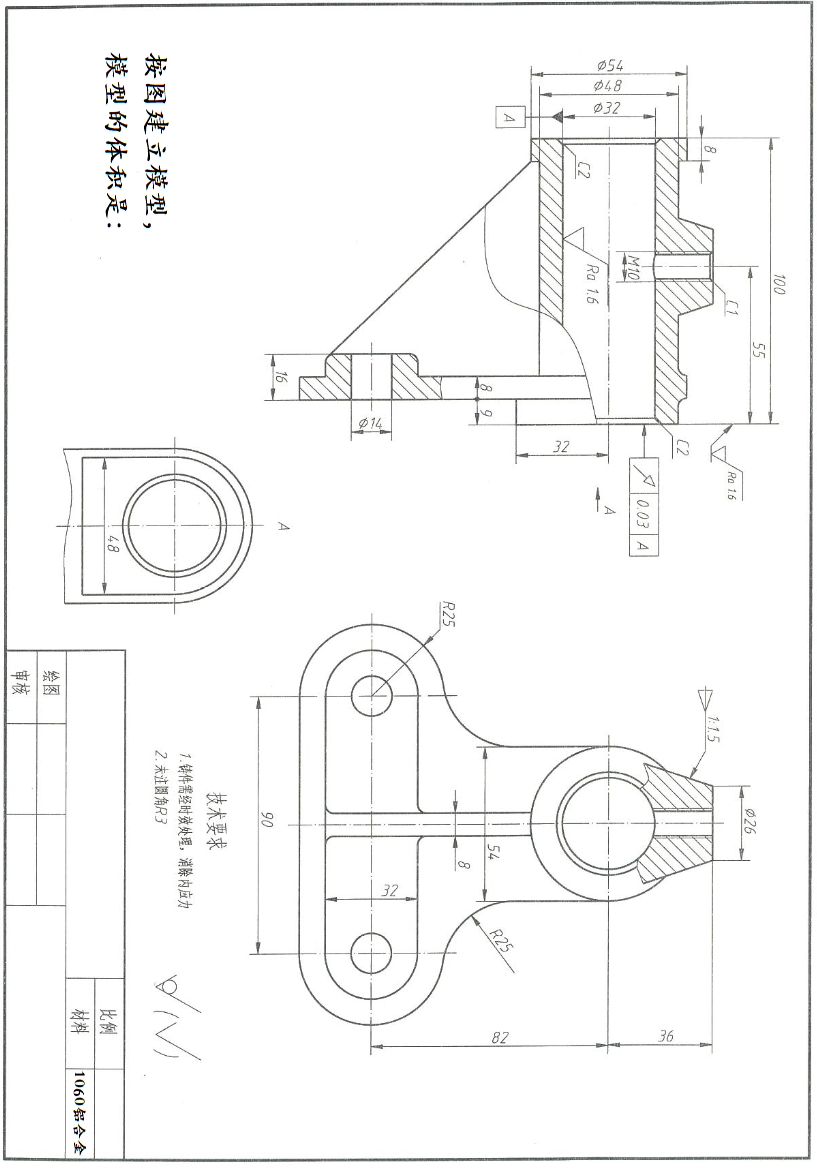 按图建立模型，
模型的体积是：
Φ54
Φ48
Φ32
A
8
C2
100
M10
Ra 1.6
C1
55
16
Φ14
8
9
32
C2
Ra 1.6
0.03 A
A
A
48
R25
1:1.5
Φ26
90
32
8
54
R25
82
36
技术要求
1.铸件需经时效处理，消除内应力
2.未注圆角R3
绘图
审核
比例
材料 1060铝合金